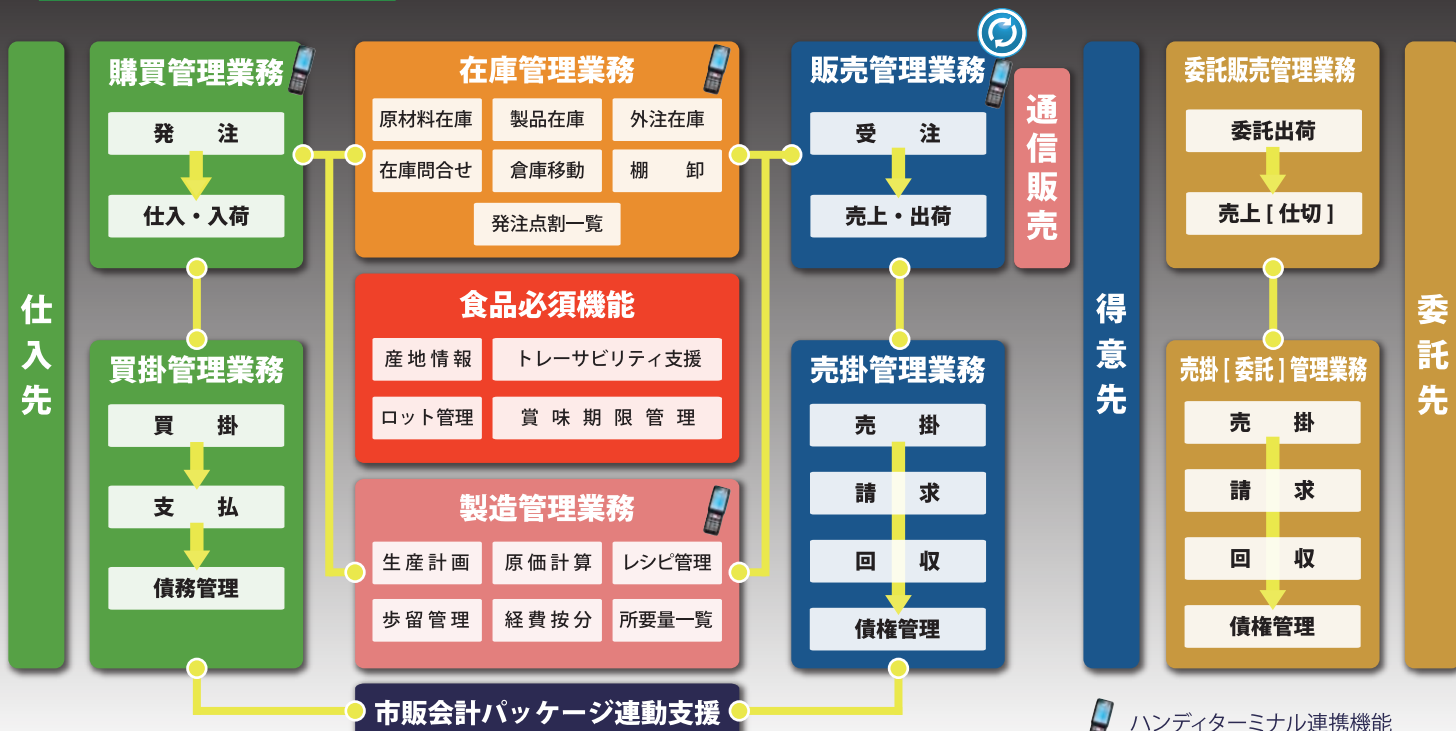 仕入先
購買管理業務
発　注
仕入・入荷
買掛管理業務
買　掛
支　払
債務管理
在庫管理業務
原材料在庫
製品在庫
外注在庫
在庫問合せ
倉庫移動
棚　卸
発注点割一覧
食品必須機能
産地情報
トレーサビリティ支援
ロット管理
賞味期限管理
製造管理業務
生産計画
原価計算
レシピ管理
歩留管理
経費按分
所要量一覧
市販会計パッケージ連動支援
販売管理業務
受　注
売上・出荷
通信販売
売掛管理業務
売　掛
請　求
回　収
債権管理
得意先
委託販売管理業務
委託出荷
売上 [ 仕切 ]
売掛 [ 委託 ] 管理業務
売　掛
請　求
回　収
債権管理
委託先
ハンディターミナル連携機能